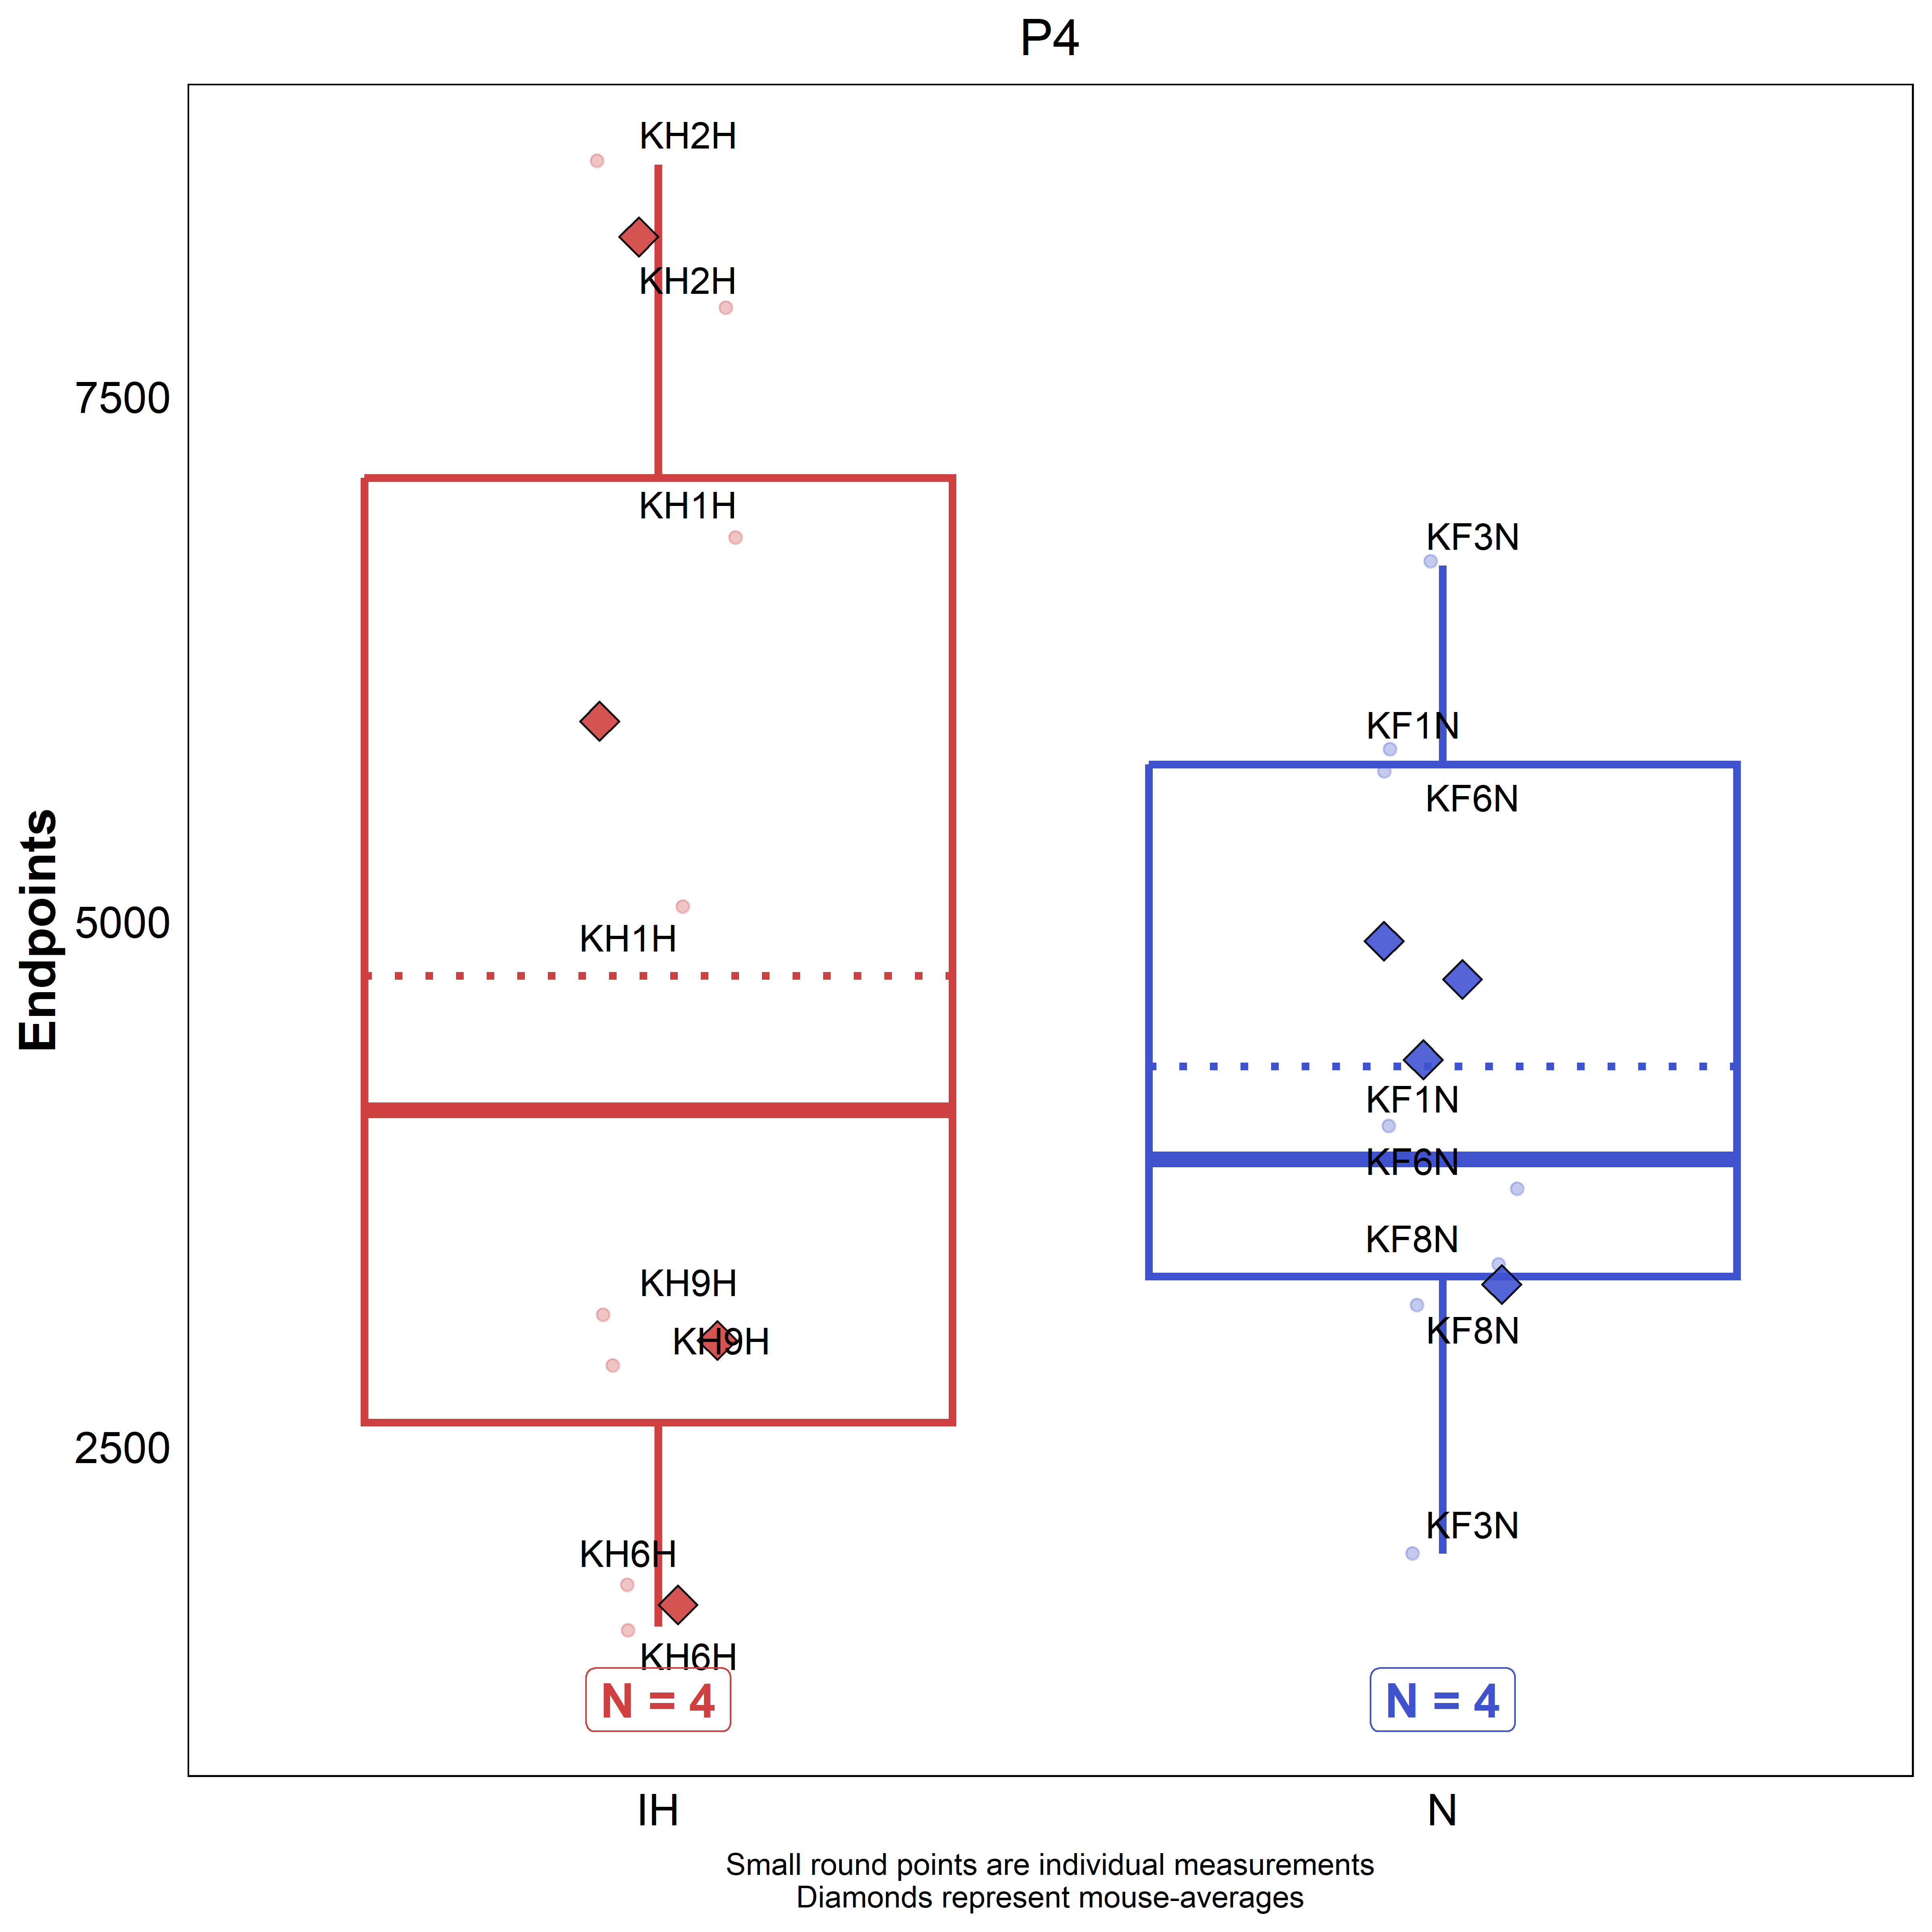 P4
KH2H
KH2H
7500
KH1H
KF3N
KF1N
KF6N
Endpoints
5000
KH1H
KF1N
KF6N
KF8N
KH9H
KF8N
KH9H
2500
KF3N
KH6H
KH6H
N = 4
N = 4
IH
N
Small round points are individual measurements
Diamonds represent mouse-averages